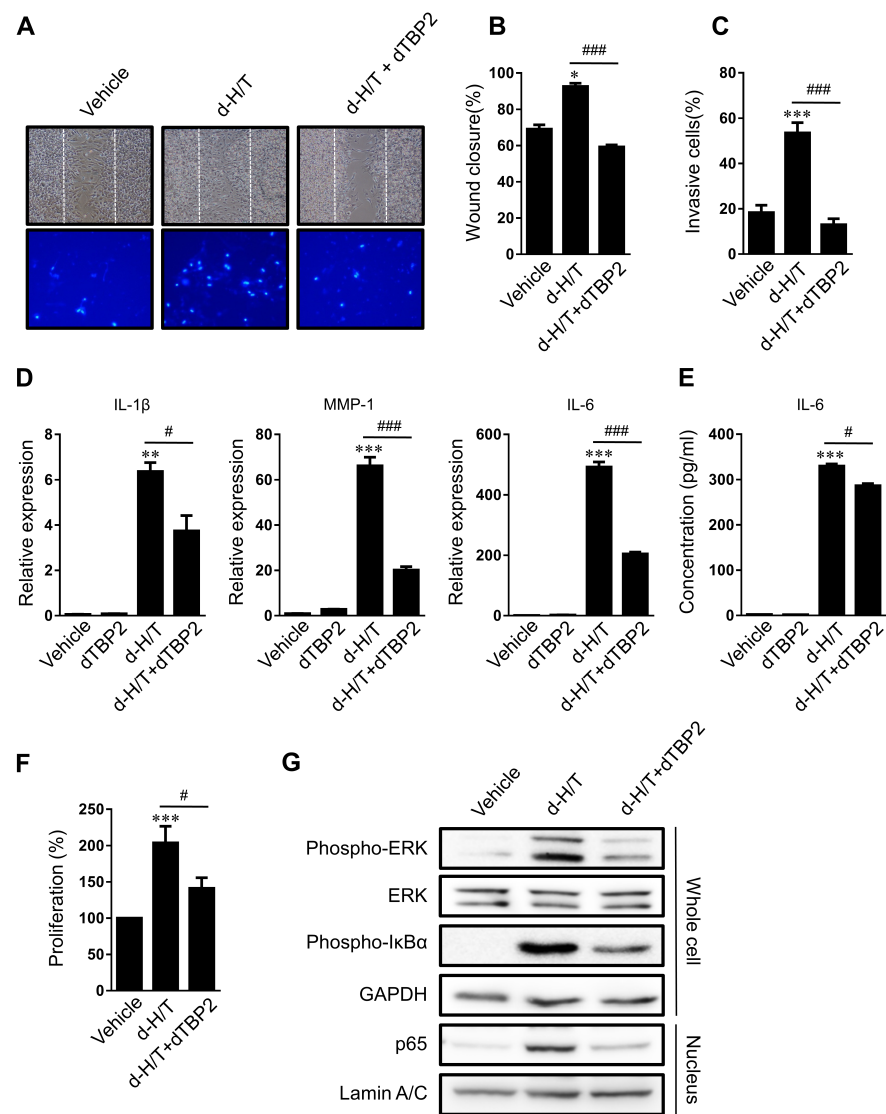 A
Vehicle
d-H/T
d-H/T + dTBP2
B
Wound closure(%)
100
80
60
40
20
0
*
###
Vehicle
d-H/T
d-H/T+dTBP2
C
Invasive cells(%)
80
60
40
20
0
***
###
Vehicle
d-H/T
d-H/T+dTBP2
D
IL-1β
Relative expression
8
6
4
2
0
**
#
Vehicle
dTBP2
d-H/T
d-H/T+dTBP2
MMP-1
Relative expression
80
60
40
20
0
***
###
Vehicle
dTBP2
d-H/T
d-H/T+dTBP2
IL-6
Relative expression
600
400
200
0
***
###
Vehicle
dTBP2
d-H/T
d-H/T+dTBP2
E
IL-6
Concentration (pg/ml)
400
300
200
100
0
***
#
Vehicle
dTBP2
d-H/T
d-H/T+dTBP2
F
Proliferation (%)
250
200
150
100
50
0
***
#
Vehicle
d-H/T
d-H/T+dTBP2
G
Vehicle
d-H/T
d-H/T+dTBP2
Phospho-ERK
ERK
Phospho-IκBα
GAPDH
Whole cell
p65
Lamin A/C
Nucleus